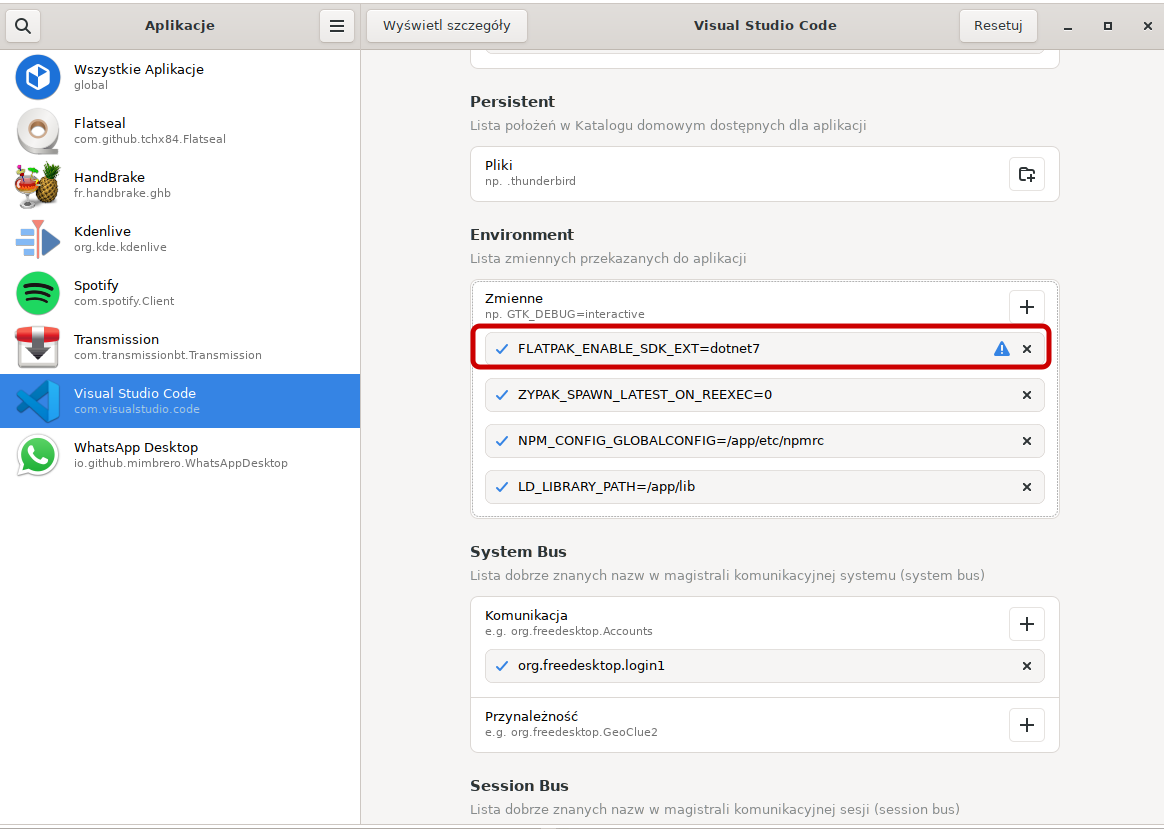 Aplikacje
Wyświetl szczegóły
Visual Studio Code
Resetuj
Wszystkie Aplikacje
global
Flatseal
com.github.tchx84.Flatseal
HandBrake
fr.handbrake.ghb
Kdenlive
org.kde.kdenlive
Spotify
com.spotify.Client
Transmission
com.transmissionbt.Transmission
Visual Studio Code
com.visualstudio.code
WhatsApp Desktop
io.github.mimbrero.WhatsAppDesktop
Persistent
Lista położeń w Katalogu domowym dostępnych dla aplikacji
Pliki
np. .thunderbird
Environment
Lista zmiennych przekazanych do aplikacji
Zmienne
np. GTK_DEBUG=interactive
FLATPAK_ENABLE_SDK_EXT=dotnet7
ZYPAK_SPAWN_LATEST_ON_REEXEC=0
NPM_CONFIG_GLOBALCONFIG=/app/etc/npmrc
LD_LIBRARY_PATH=/app/lib
System Bus
Lista dobrze znanych nazw w magistrali komunikacyjnej systemu (system bus)
Komunikacja
e.g. org.freedesktop.Accounts
org.freedesktop.login1
Przynależność
e.g. org.freedesktop.GeoClue2
Session Bus
Lista dobrze znanych nazw w magistrali komunikacyjnej sesji (session bus)